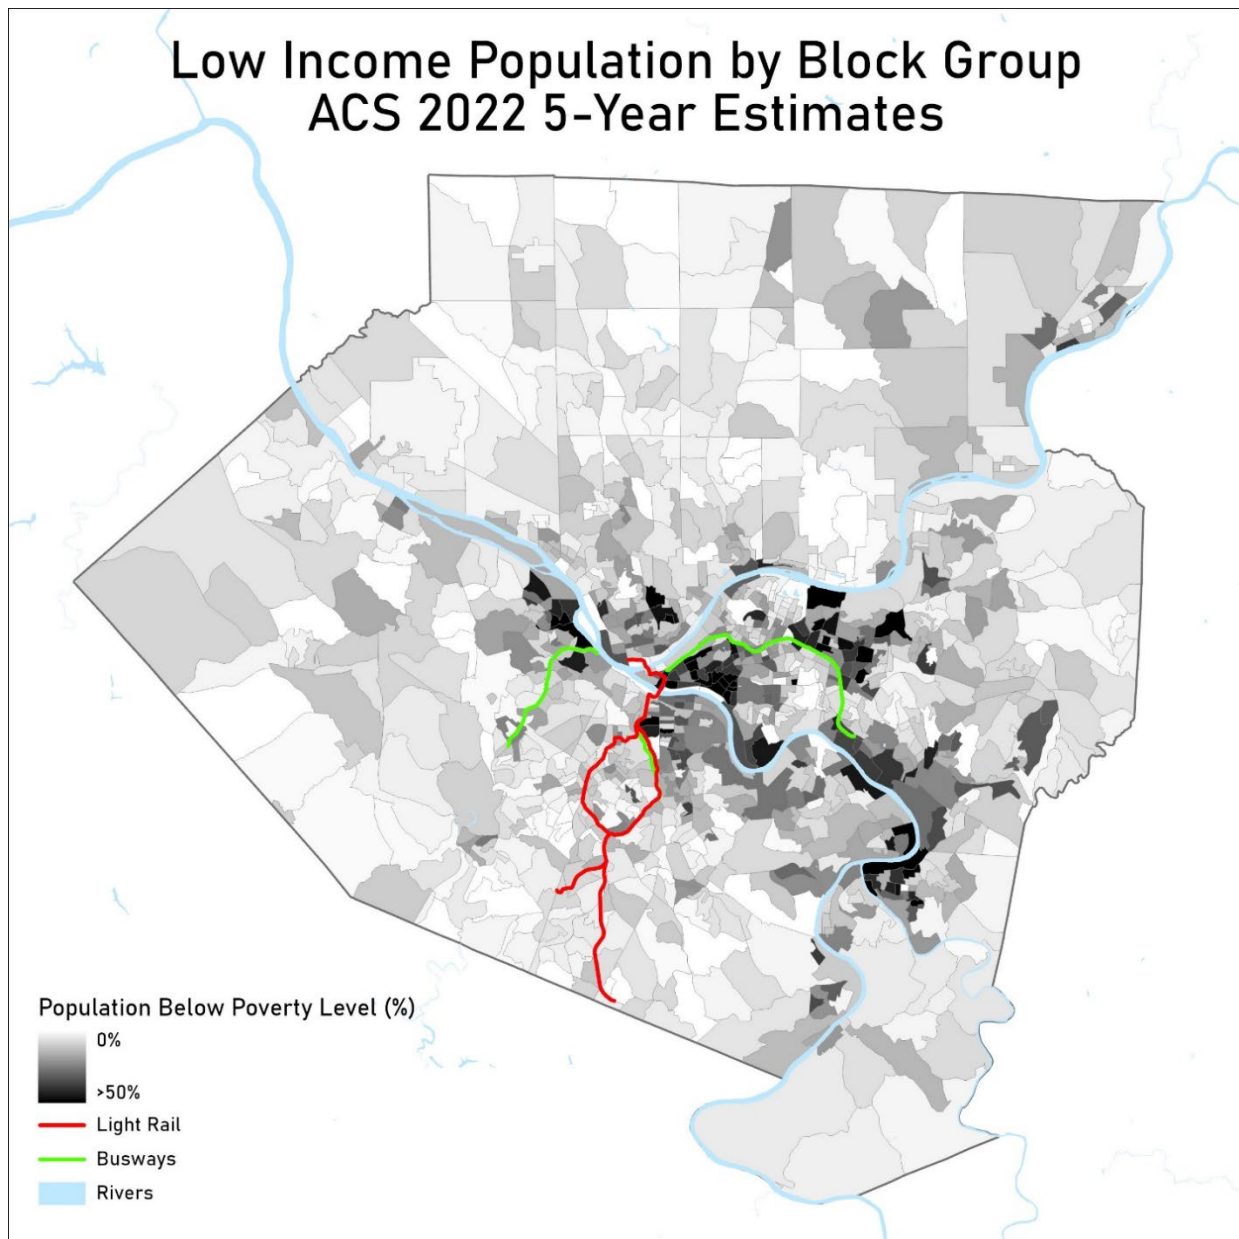 Low Income Population by Block Group
ACS 2022 5-Year Estimates
Population Below Poverty Level (%)
0%
>50%
Light Rail
Busways
Rivers